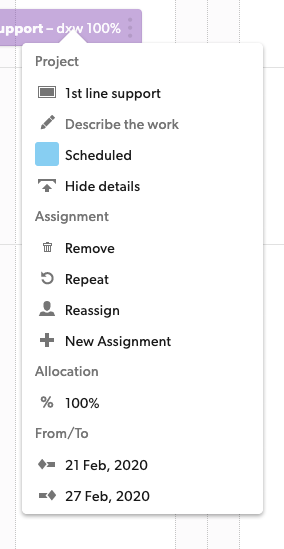 upport – dxw 100%
Project
1st line support
Describe the work
Scheduled
Hide details
Assignment
Remove
Repeat
Reassign
New Assignment
Allocation
% 100%
From/To
21 Feb, 2020
27 Feb, 2020